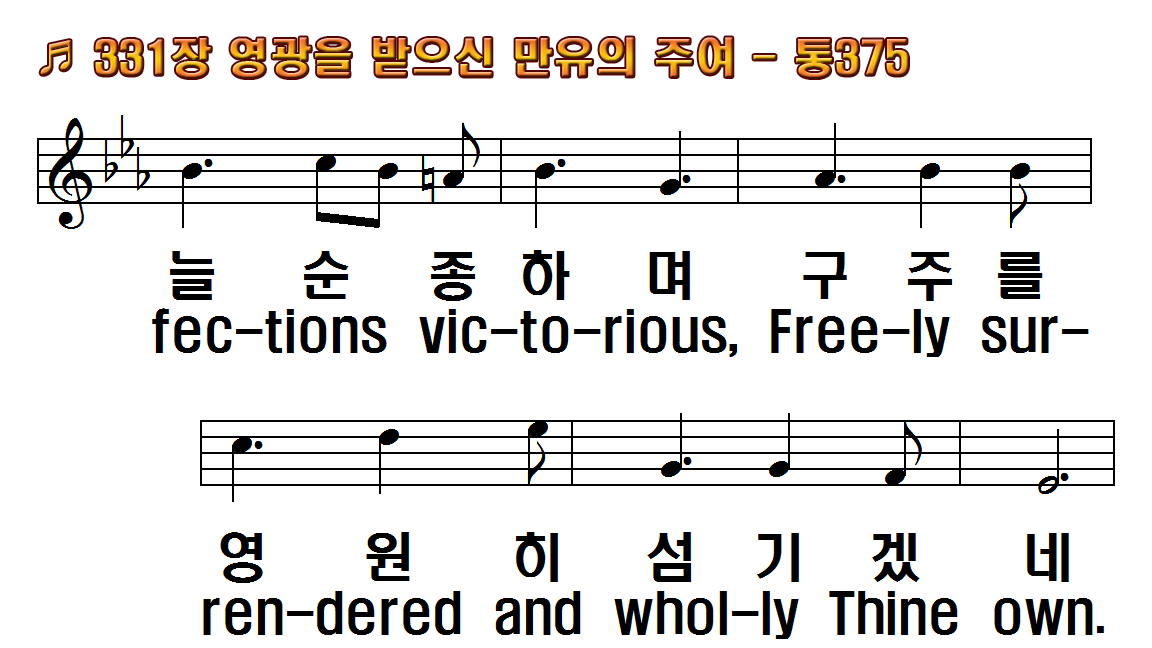 331장 영광을 받으신 만유의 주여 - 통375
늘 순 종 하 며 구 주 를
fec-tions vic-to-rious, Free-ly sur-
영 원 히 섬 기 겠 네
ren-dered and whol-ly Thine own.